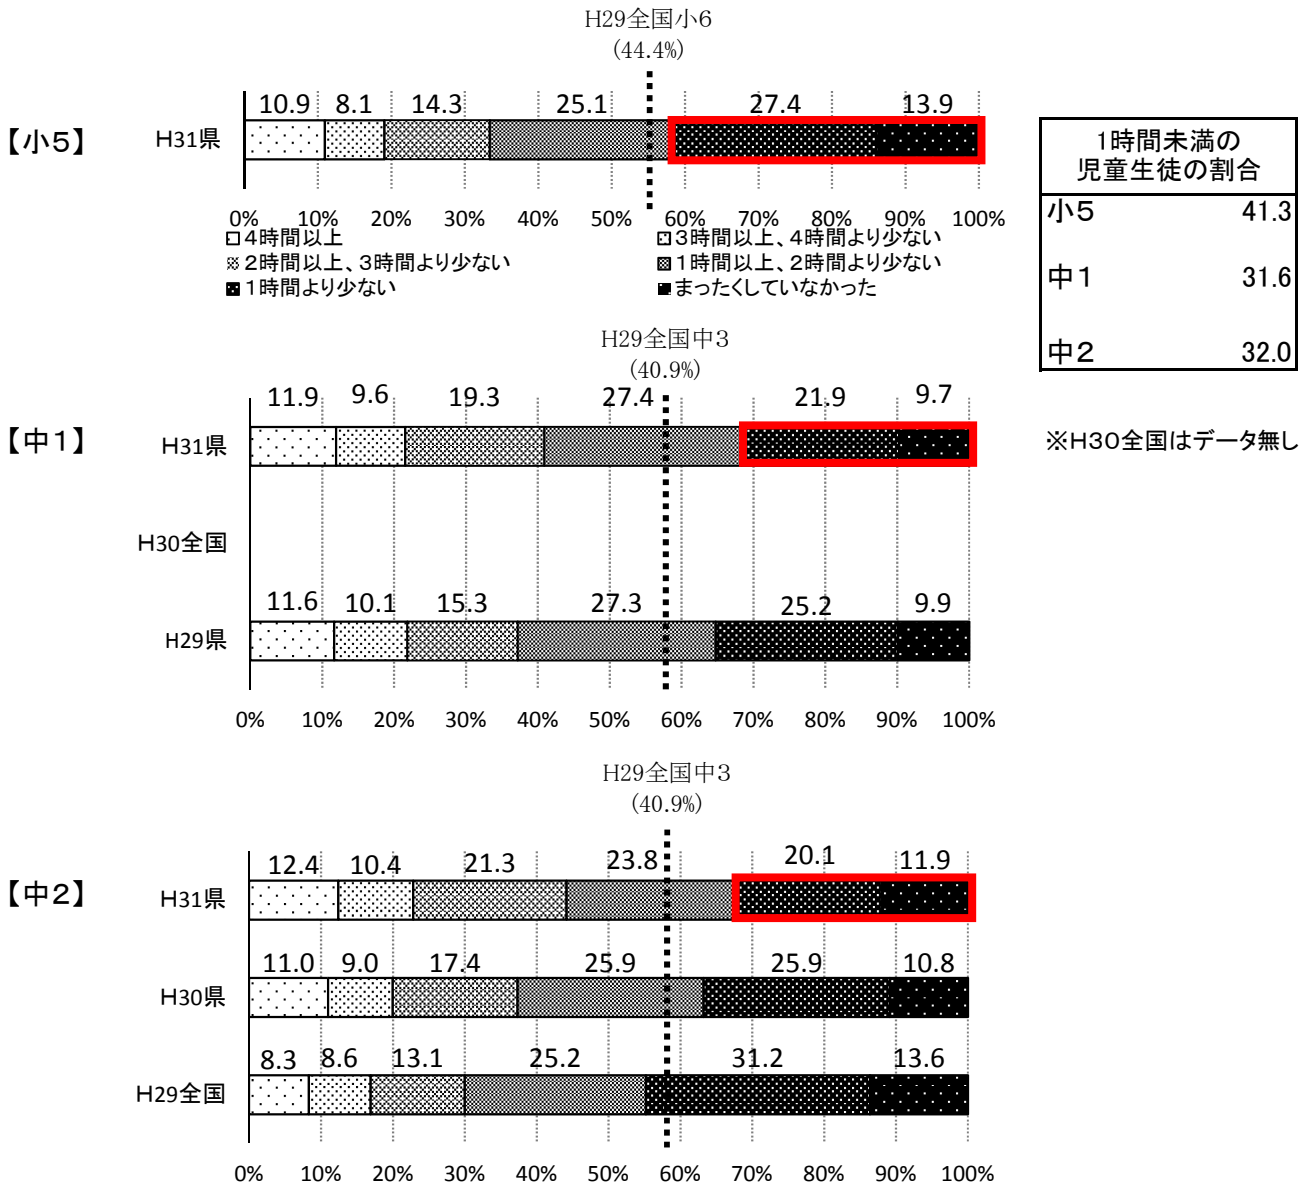 H29全国小6
(44.4%)
10.9 8.1 14.3 25.1 27.4 13.9
【小5】 H31県
0% 10% 20% 30% 40% 50% 60% 70% 80% 90% 100%
4時間以上 3時間以上、4時間より少ない
2時間以上、3時間より少ない 1時間以上、2時間より少ない
1時間より少ない まったくしていなかった
1時間未満の
児童生徒の割合
小5 41.3
中1 31.6
中2 32.0
※H30全国はデータ無し
H29全国中3
(40.9%)
11.9 9.6 19.3 27.4 21.9 9.7
【中1】 H31県
H30全国
11.6 10.1 15.3 27.3 25.2 9.9
H29県
0% 10% 20% 30% 40% 50% 60% 70% 80% 90% 100%
H29全国中3
(40.9%)
12.4 10.4 21.3 23.8 20.1 11.9
【中2】 H31県
11.0 9.0 17.4 25.9 25.9 10.8
H30県
8.3 8.6 13.1 25.2 31.2 13.6
H29全国
0% 10% 20% 30% 40% 50% 60% 70% 80% 90% 100%